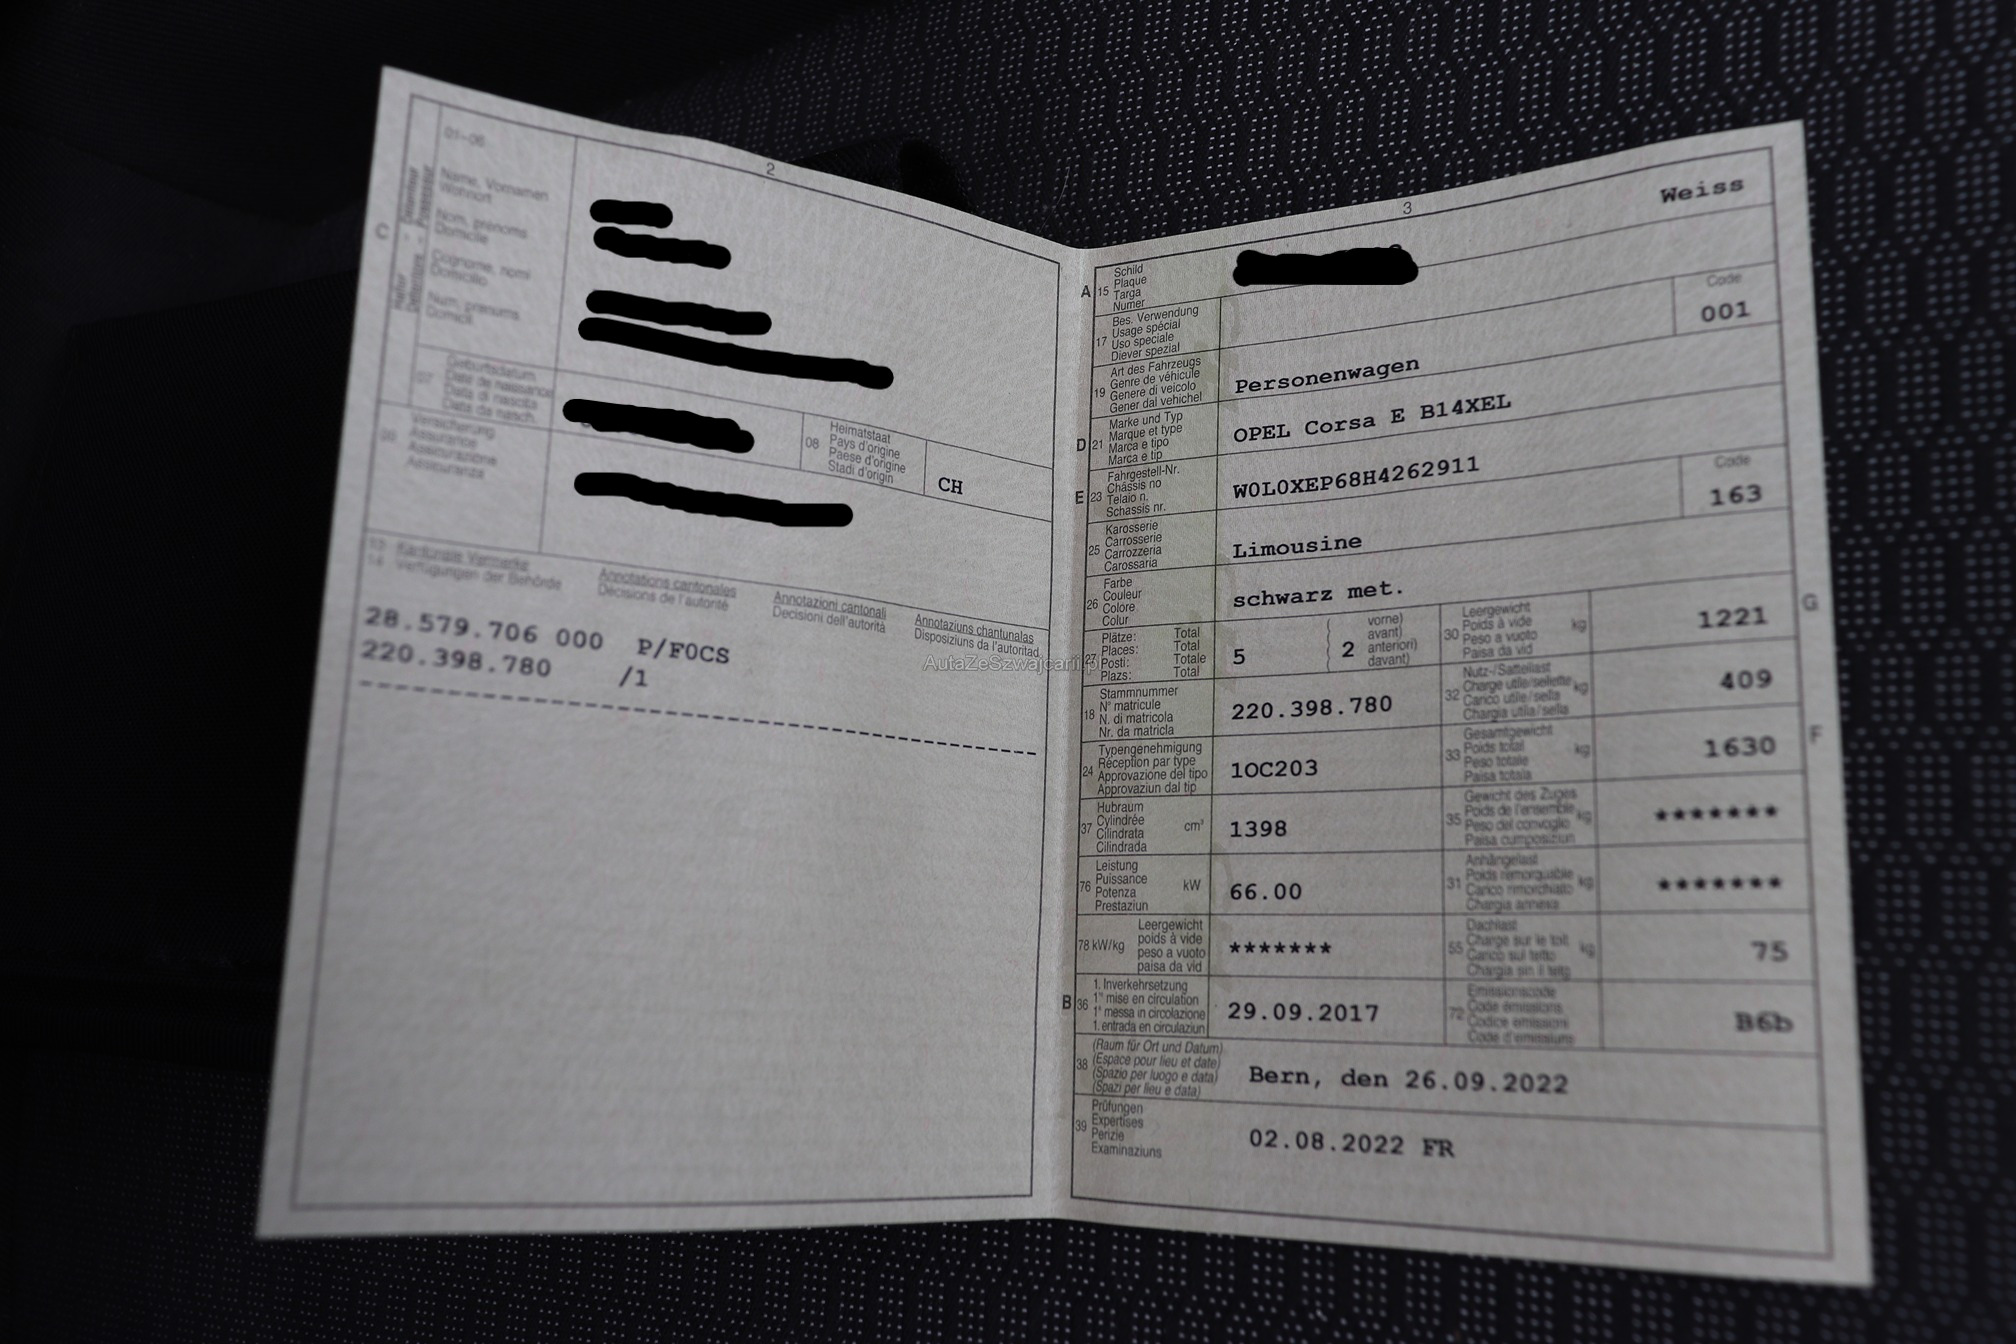 2
01-06
C
Name, Vornamen
Wohnort
Nom, prénoms
Domicile
Cognome, nomi
Domicilio
Num, prenums
Domicil
07
Geburtsdatum
Date de naissance
Data di nascita
Data da nasch.
08
Heimatstaat
Pays d'origine
Paese d'origine
Stadi d'origin
CH
09
Versicherung
Assurance
Assicurazione
Assicuranza
13
14
Kantonale Vermerke
Verfügungen der Behörde
Annotations cantonales
Décisions de l'autorité
Annotazioni cantonali
Decisioni dell'autorità
Annotaziuns chantunalas
Disposiziuns da l'autoritad
28.579.706 000 P/F0CS
220.398.780 /1
AutaZeSzwajcarii.pl
3
Weiss
A 15
Schild
Plaque
Targa
Numer
17
Bes. Verwendung
Usage spécial
Uso speciale
Diever spezial
Code
001
19
Art des Fahrzeugs
Genre de véhicule
Genere di veicolo
Gener dal vehichel
Personenwagen
D 21
Marke und Typ
Marque et type
Marca e tipo
Marca e tip
OPEL Corsa E B14XEL
E 23
Fahrgestell-Nr.
Châssis no
Telaio n.
Schassis nr.
W0L0XEP68H4262911
Code
163
25
Karosserie
Carrosserie
Carrozzeria
Carossaria
Limousine
26
Farbe
Couleur
Colore
Colur
schwarz met.
27
Plätze: Total
Places: Total
Posti: Totale
Plazs: Total
5
2
vorne)
avant)
anteriori)
davant)
30
Leergewicht
Poids à vide
Peso a vuoto
Paisa da vid
kg
1221
G
18
Stammnummer
N° matricule
N. di matricola
Nr. da matricla
220.398.780
32
Nutz-/Sattellast
Charge utile/sellette
Carico utile/sella
Chargia utila/sella
kg
409
24
Typengenehmigung
Réception par type
Approvazione del tipo
Approvaziun dal tip
1OC203
33
Gesamtgewicht
Poids total
Peso totale
Paisa totala
kg
1630
F
37
Hubraum
Cylindrée
Cilindrata
Cilindrada
cm³
1398
35
Gewicht des Zuges
Poids de l'ensemble
Peso del convoglio
Paisa cumposiziun
kg
*******
76
Leistung
Puissance
Potenza
Prestaziun
kW
66.00
31
Anhängelast
Poids remorquable
Carico rimorchiato
Chargia annexa
kg
*******
78 kW/kg
Leergewicht
poids à vide
peso a vuoto
paisa da vid
*******
55
Dachlast
Charge sur le toit
Carico sul tetto
Chargia sin il tetg
kg
75
B 36
1. Inverkehrsetzung
1re mise en circulation
1a messa in circolazione
1. entrada en circulaziun
29.09.2017
72
Emissionscode
Code émissions
Codice emissioni
Code d'emissiuns
B6b
38
(Raum für Ort und Datum)
(Espace pour lieu et date)
(Spazio per luogo e data)
(Spazi per lieu e data)
Bern, den 26.09.2022
39
Prüfungen
Expertises
Perizie
Examinaziuns
02.08.2022 FR